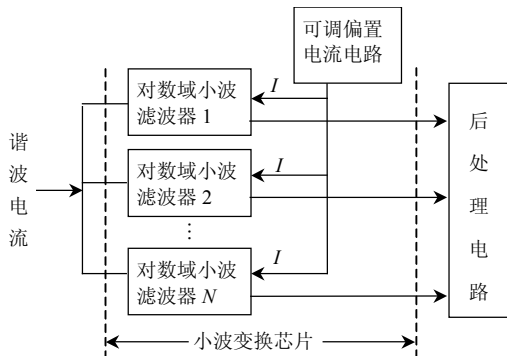 可调偏置
电流电路
对数域小波
滤波器 1
I
谐波电流
对数域小波
滤波器 2
I
后处理电路
⋮
对数域小波
滤波器 N
I
小波变换芯片